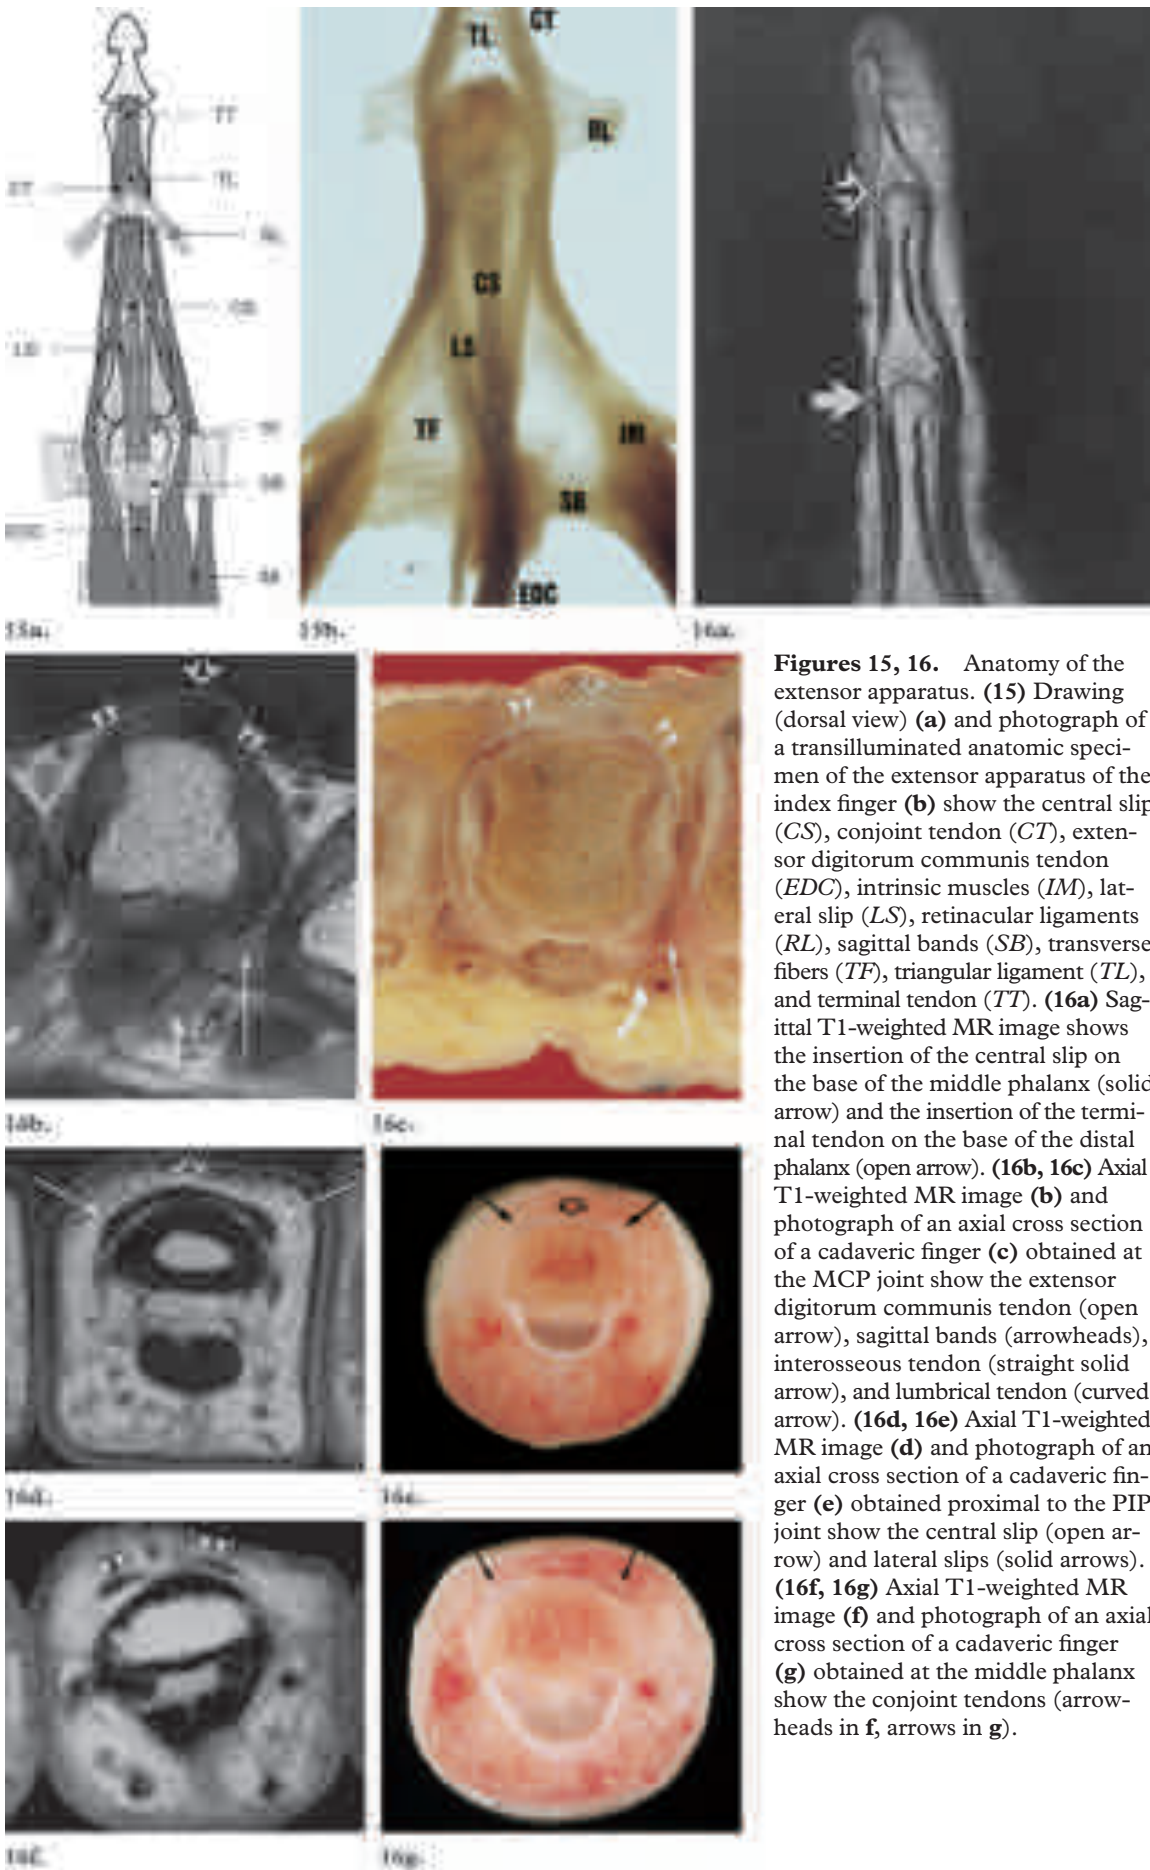 TT
TL
CT
TL
RL
CS
LS
TF
IM
SB
EDC
15a.
15b.
16a.
16b.
16c.
16d.
16e.
16f.
16g.
Figures 15, 16. Anatomy of the
extensor apparatus. (15) Drawing
(dorsal view) (a) and photograph of
a transilluminated anatomic speci-
men of the extensor apparatus of the
index finger (b) show the central slip
(CS), conjoint tendon (CT), exten-
sor digitorum communis tendon
(EDC), intrinsic muscles (IM), lat-
eral slip (LS), retinacular ligaments
(RL), sagittal bands (SB), transverse
fibers (TF), triangular ligament (TL),
and terminal tendon (TT). (16a) Sag-
ittal T1-weighted MR image shows
the insertion of the central slip on
the base of the middle phalanx (solid
arrow) and the insertion of the termi-
nal tendon on the base of the distal
phalanx (open arrow). (16b, 16c) Axial
T1-weighted MR image (b) and
photograph of an axial cross section
of a cadaveric finger (c) obtained at
the MCP joint show the extensor
digitorum communis tendon (open
arrow), sagittal bands (arrowheads),
interosseous tendon (straight solid
arrow), and lumbrical tendon (curved
arrow). (16d, 16e) Axial T1-weighted
MR image (d) and photograph of an
axial cross section of a cadaveric fin-
ger (e) obtained proximal to the PIP
joint show the central slip (open ar-
row) and lateral slips (solid arrows).
(16f, 16g) Axial T1-weighted MR
image (f) and photograph of an axial
cross section of a cadaveric finger
(g) obtained at the middle phalanx
show the conjoint tendons (arrow-
heads in f, arrows in g).